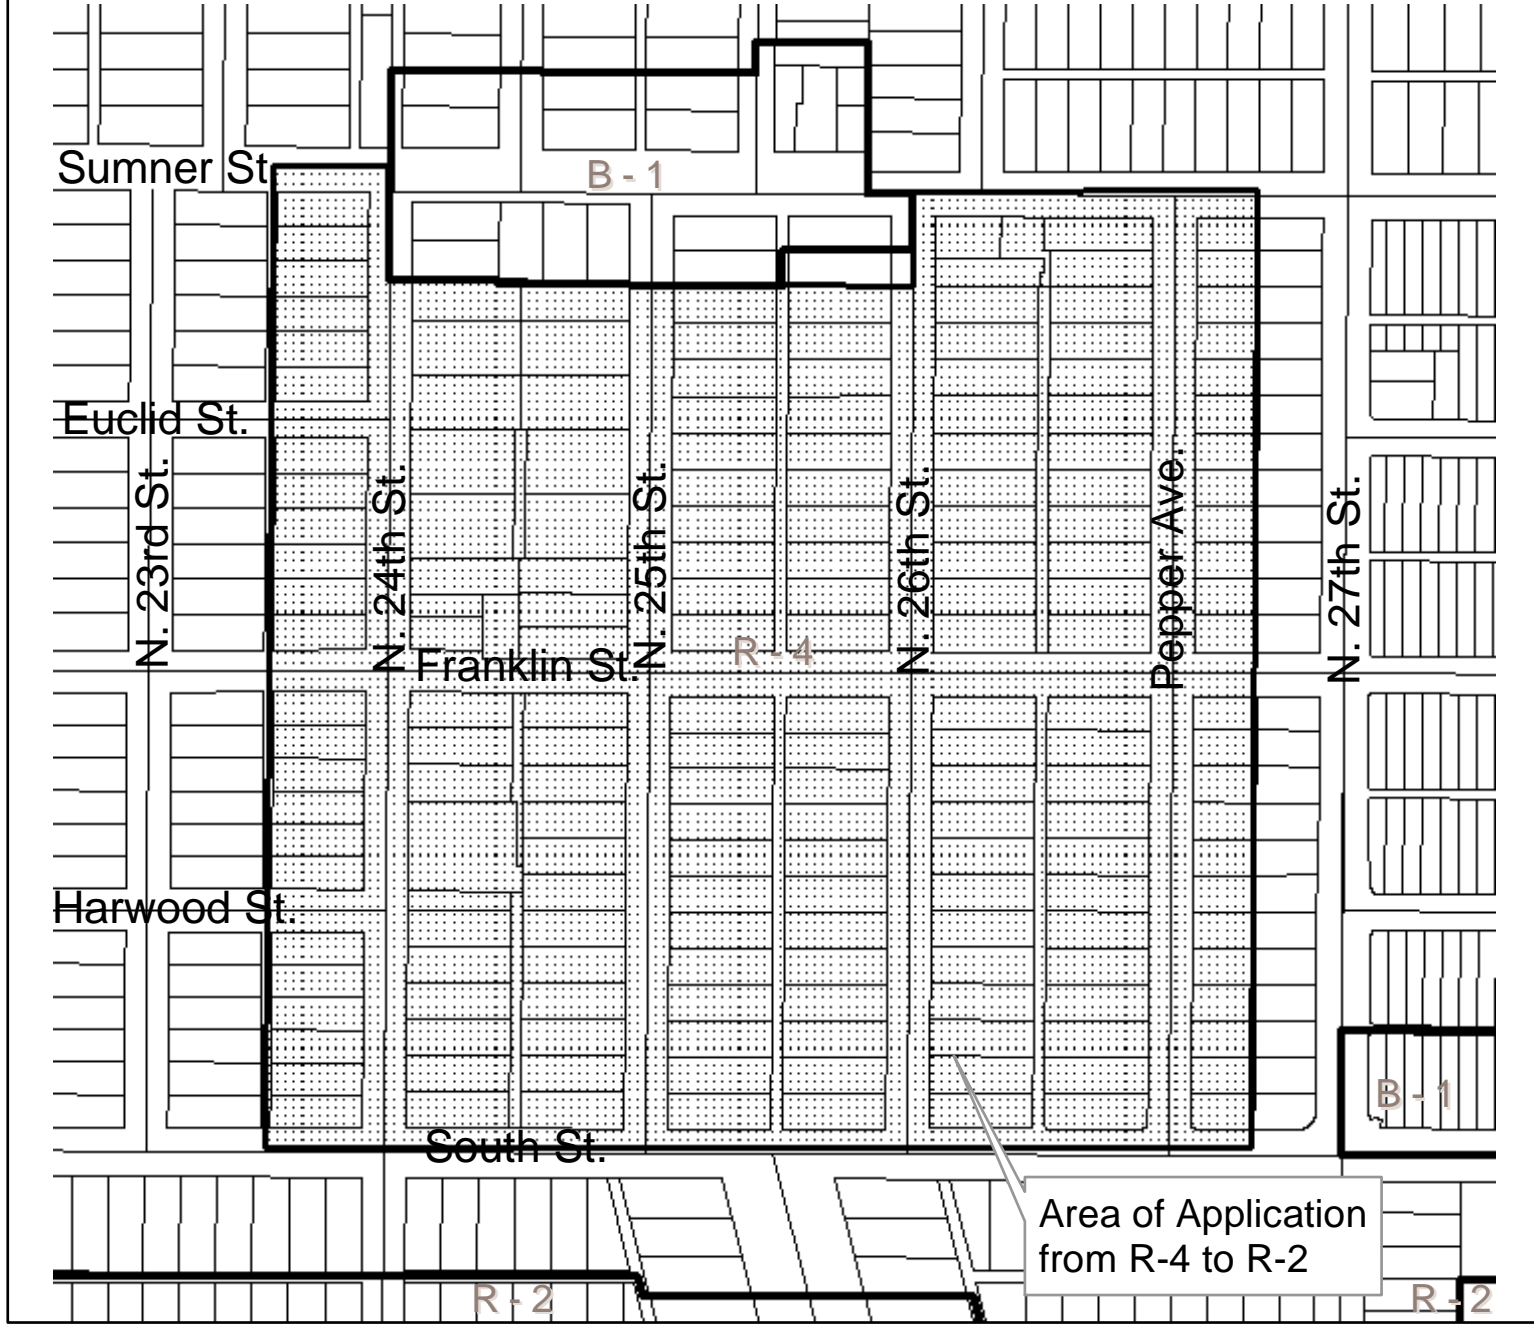 Sumner St
B - 1
Euclid St.
N. 23rd St.
N. 24th St.
N. 25th St.
N. 26th St.
Pepper Ave.
N. 27th St.
Franklin St.
R - 4
Harwood St.
B - 1
South St.
Area of Application
from R-4 to R-2
R - 2
R - 2